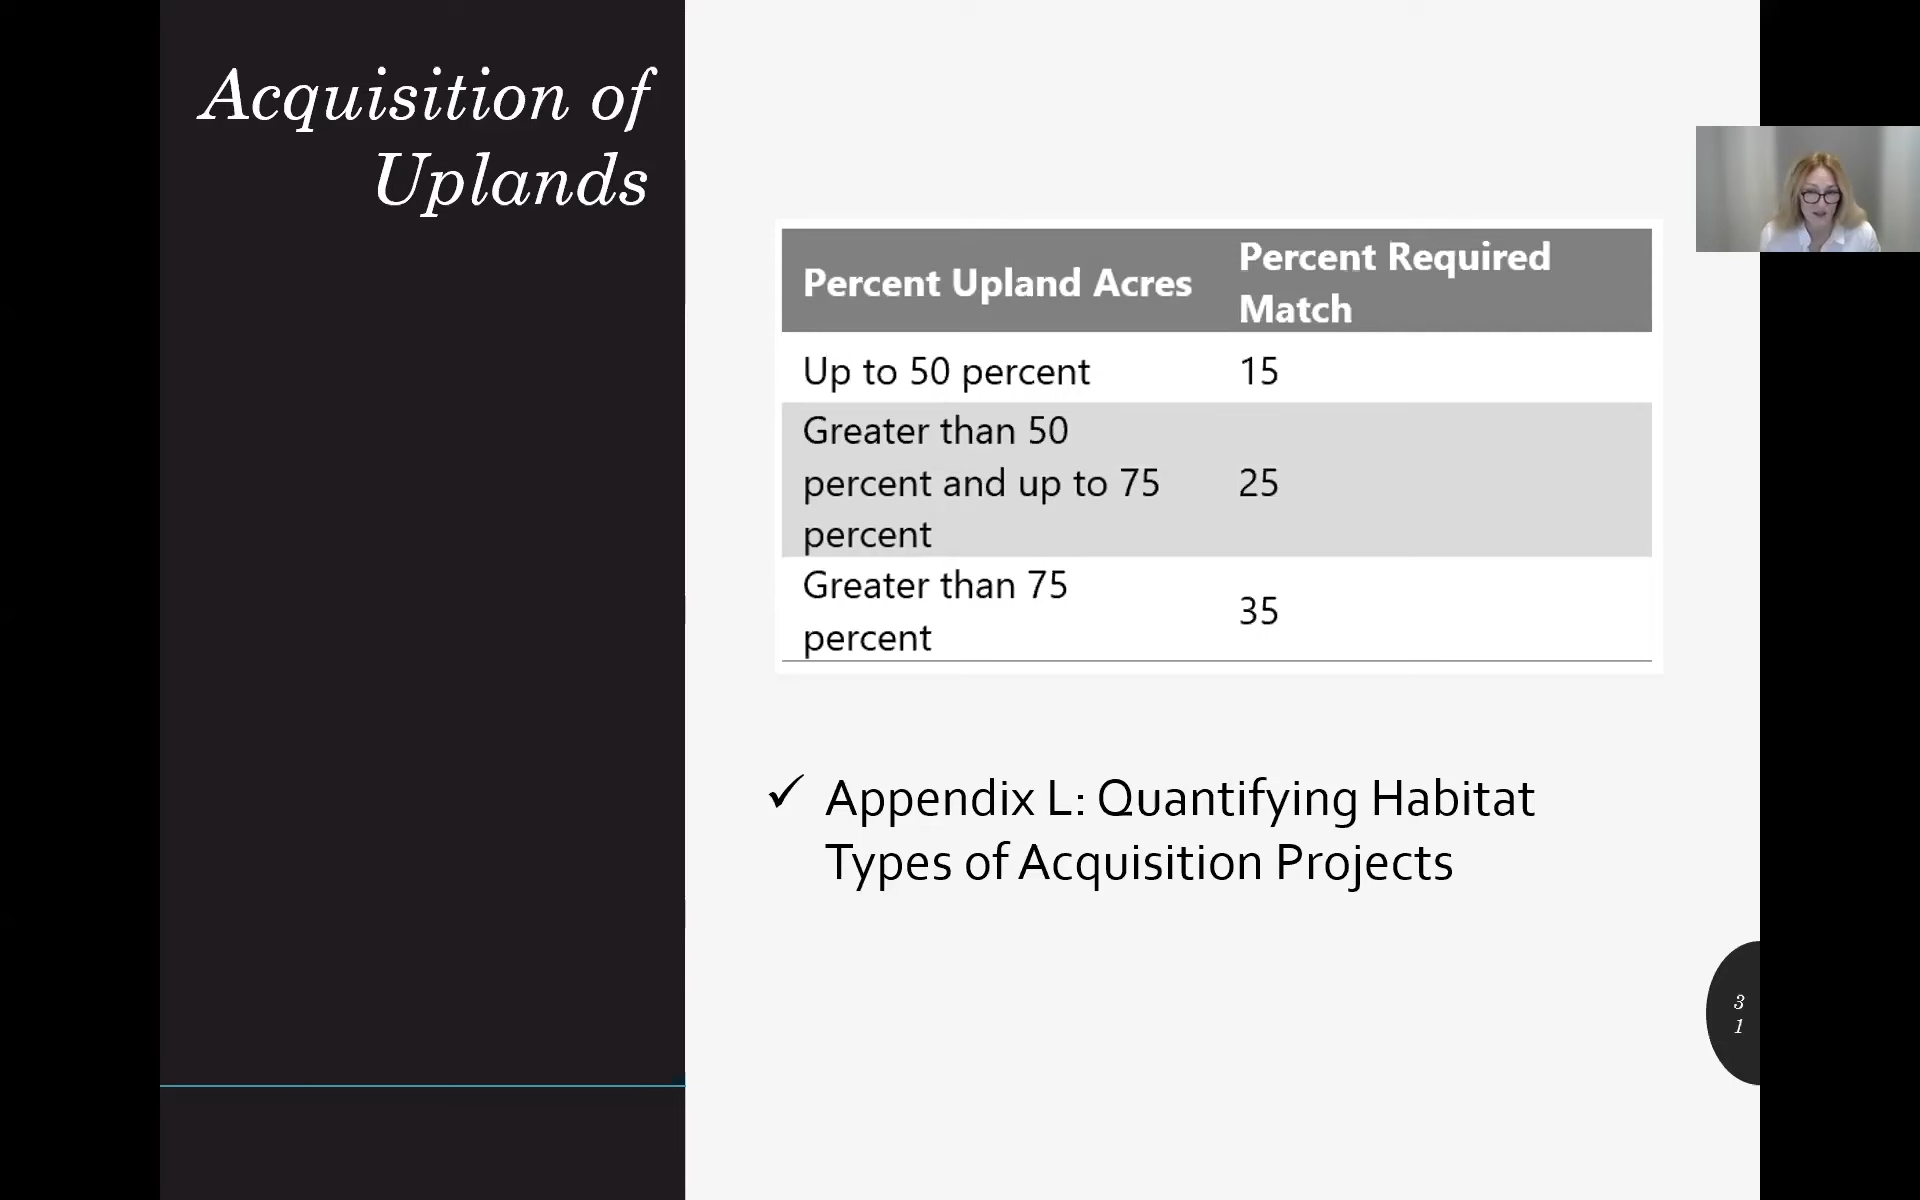 Acquisition of
Uplands
Percent Upland Acres
Percent Required
Match
Up to 50 percent
15
Greater than 50
percent and up to 75
percent
25
Greater than 75
percent
35
✓ Appendix L: Quantifying Habitat
Types of Acquisition Projects
3
1